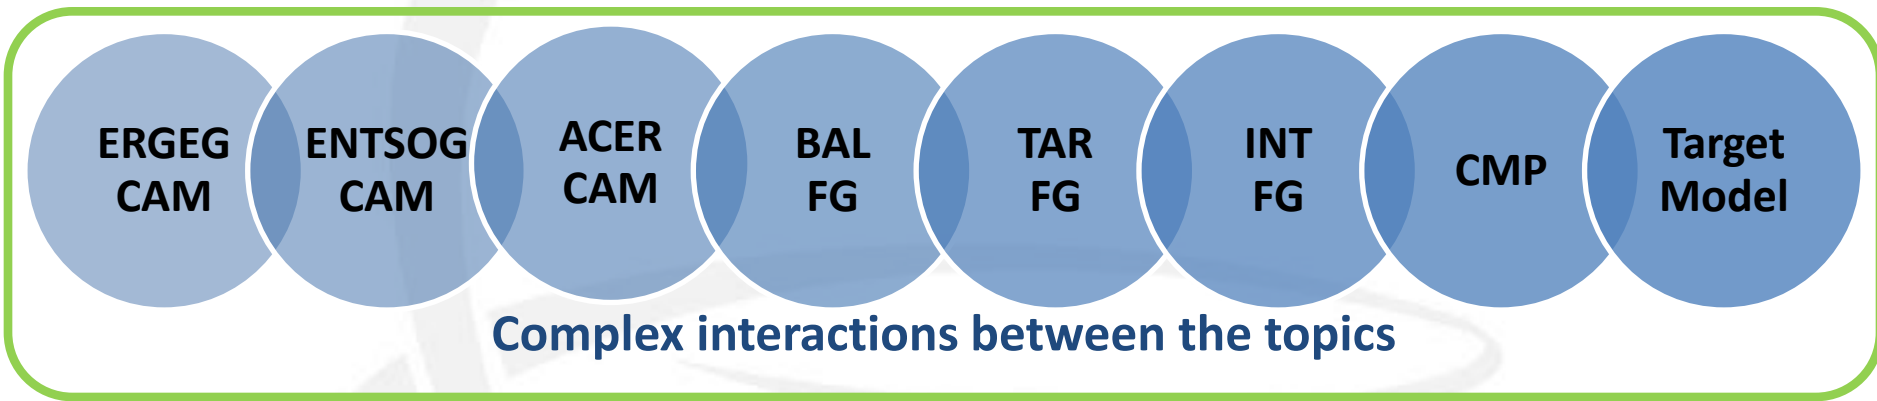 ERGEG
CAM
ENTSOG
CAM
ACER
CAM
BAL
FG
TAR
FG
INT
FG
CMP
Target
Model
Complex interactions between the topics